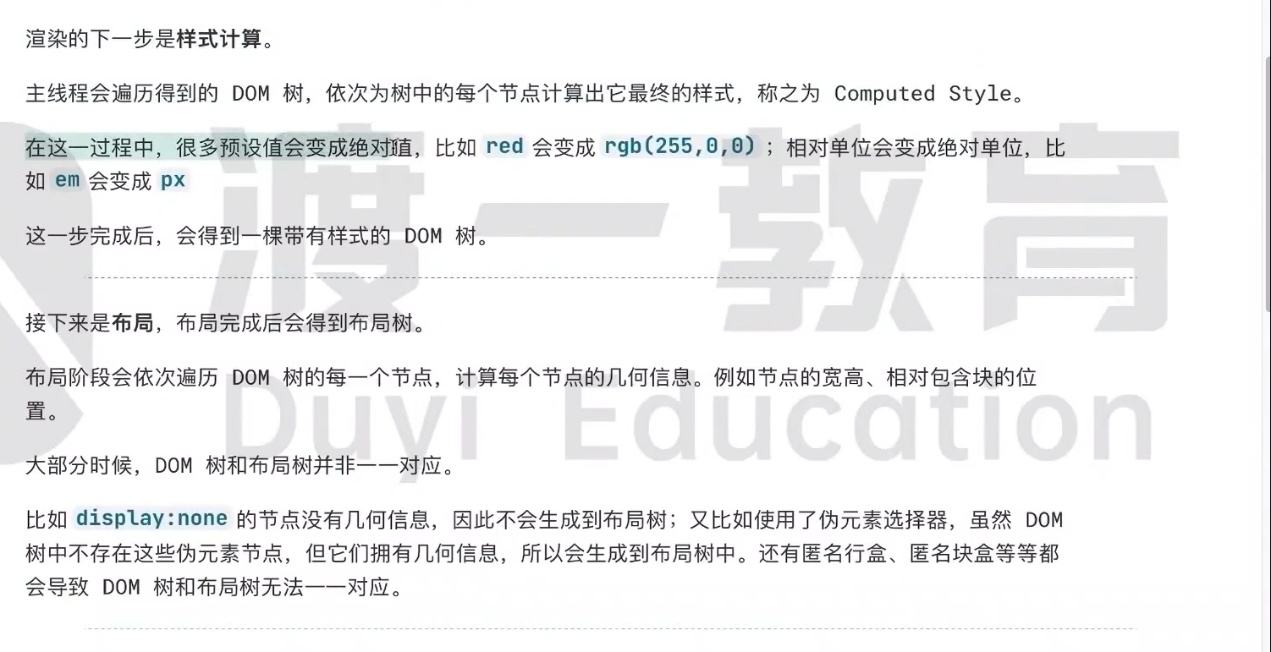 渲染的下一步是样式计算。
主线程会遍历得到的 DOM 树，依次为树中的每个节点计算出它最终的样式，称之为 Computed Style。
在这一过程中，很多预设值会变成绝对值，比如 red 会变成 rgb(255,0,0)；相对单位会变成绝对单位，比
如 em 会变成 px
这一步完成后，会得到一棵带有样式的 DOM 树。
接下来是布局，布局完成后会得到布局树。
布局阶段会依次遍历 DOM 树的每一个节点，计算每个节点的几何信息。例如节点的宽高、相对包含块的位
置。
大部分时候，DOM 树和布局树并非一一对应。
比如 display:none 的节点没有几何信息，因此不会生成到布局树；又比如使用了伪元素选择器，虽然 DOM
树中不存在这些伪元素节点，但它们拥有几何信息，所以会生成到布局树中。还有匿名行盒、匿名块盒等等都
会导致 DOM 树和布局树无法一一对应。
渡一教育
Duyi Education